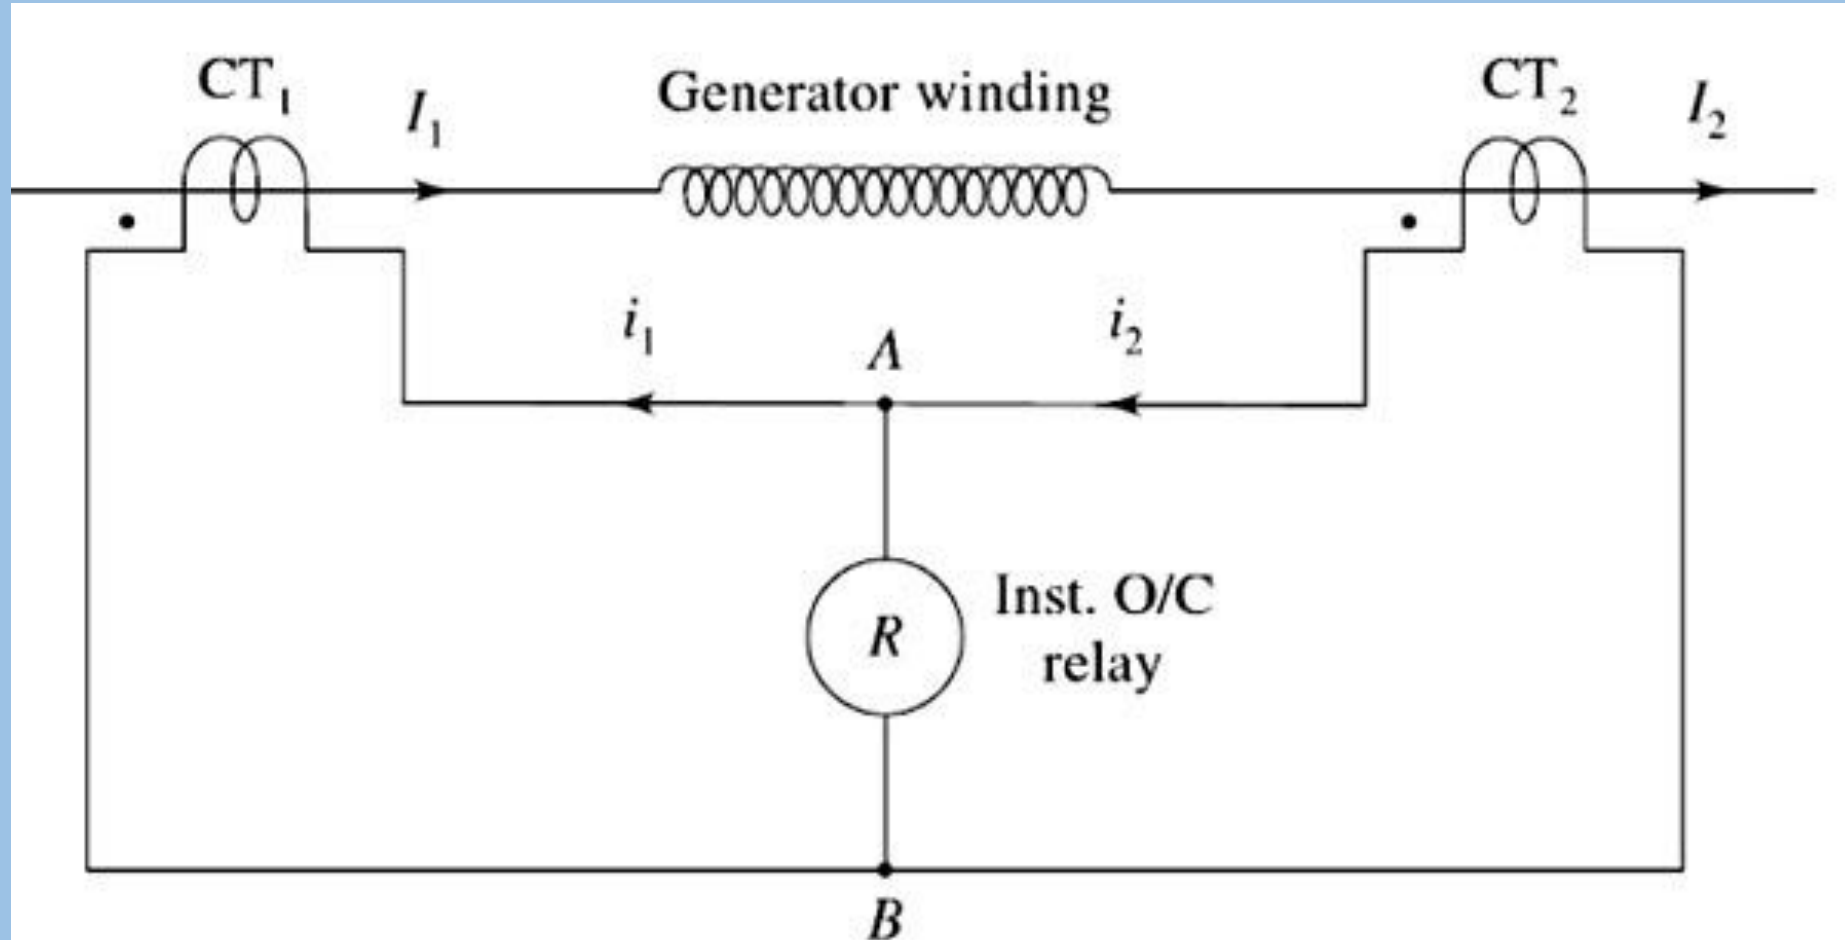 CT₁
I₁
Generator winding
CT₂
I₂
i₁
A
i₂
R
Inst. O/C
relay
B